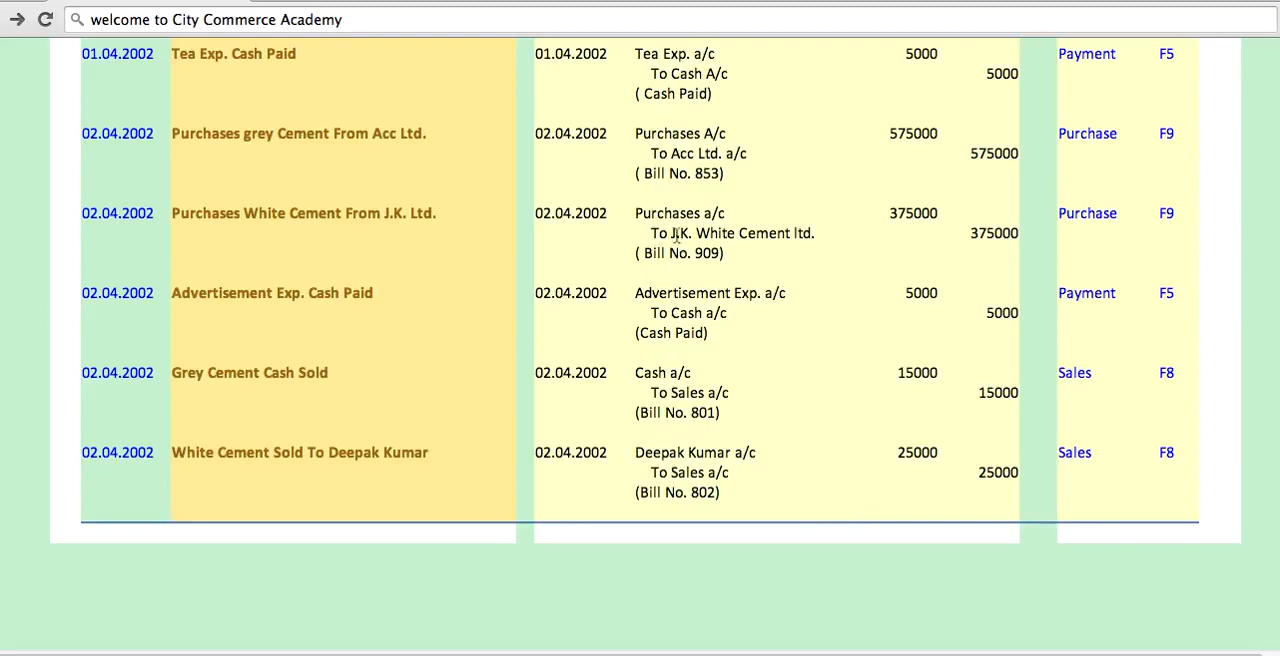 welcome to City Commerce Academy
01.04.2002 Tea Exp. Cash Paid 01.04.2002 Tea Exp. a/c 5000 Payment F5
To Cash A/c 5000
( Cash Paid)
02.04.2002 Purchases grey Cement From Acc Ltd. 02.04.2002 Purchases A/c 575000 Purchase F9
To Acc Ltd. a/c 575000
( Bill No. 853)
02.04.2002 Purchases White Cement From J.K. Ltd. 02.04.2002 Purchases a/c 375000 Purchase F9
To J.K. White Cement ltd. 375000
( Bill No. 909)
02.04.2002 Advertisement Exp. Cash Paid 02.04.2002 Advertisement Exp. a/c 5000 Payment F5
To Cash a/c 5000
(Cash Paid)
02.04.2002 Grey Cement Cash Sold 02.04.2002 Cash a/c 15000 Sales F8
To Sales a/c 15000
(Bill No. 801)
02.04.2002 White Cement Sold To Deepak Kumar 02.04.2002 Deepak Kumar a/c 25000 Sales F8
To Sales a/c 25000
(Bill No. 802)